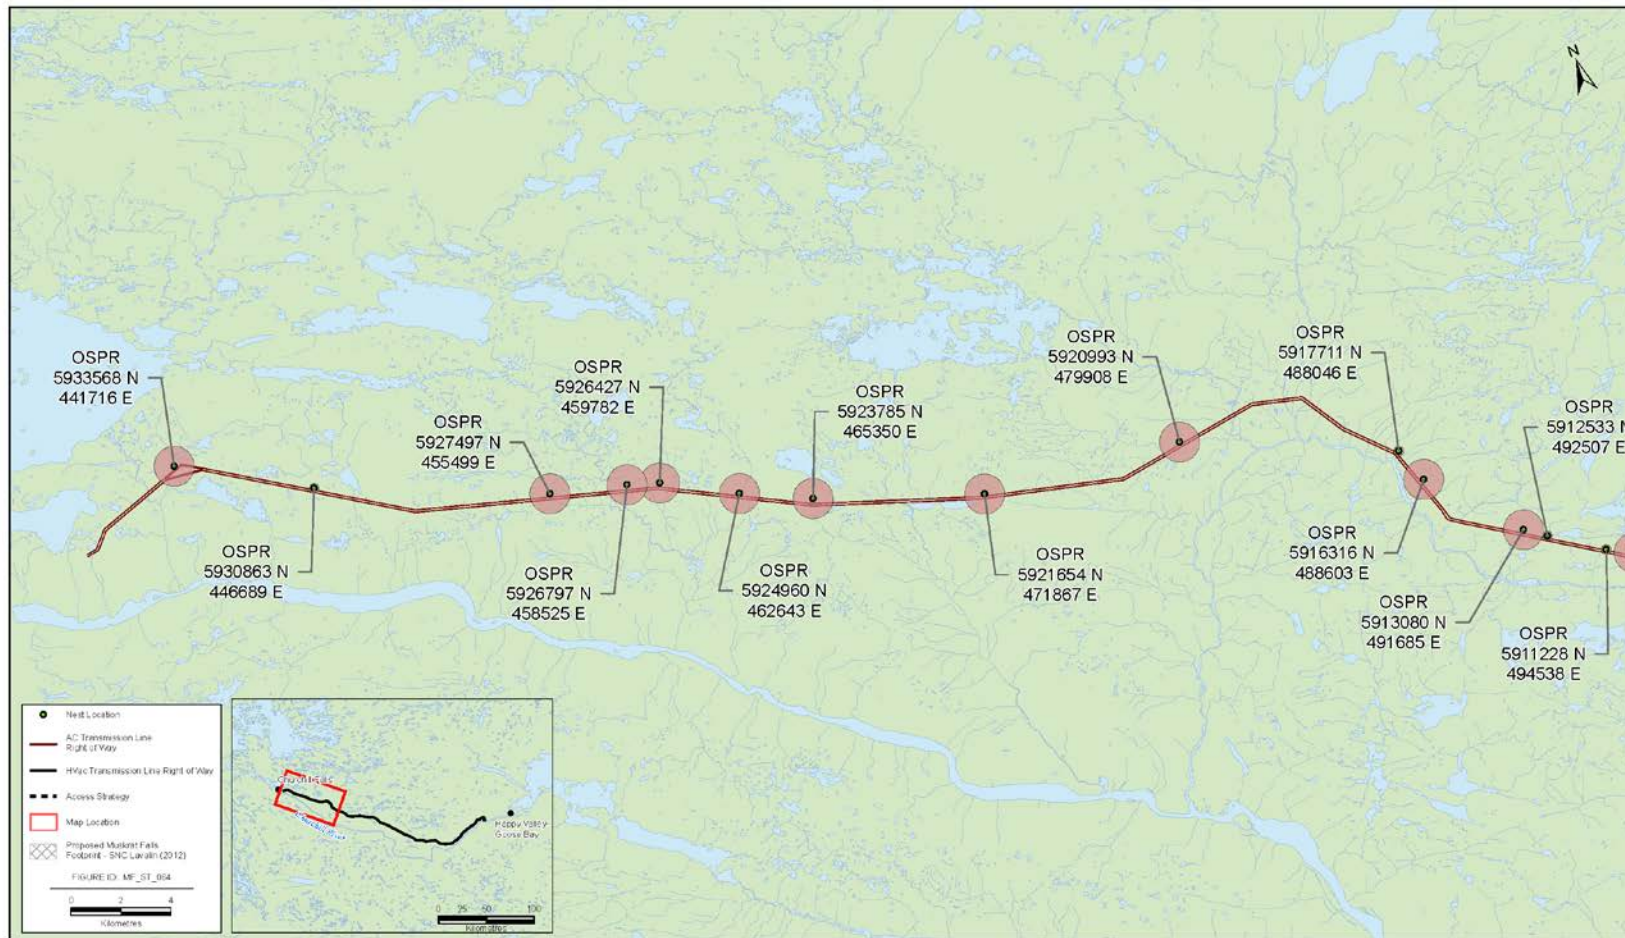 N
OSPR
5933568 N
441716 E
OSPR
5930863 N
446689 E
OSPR
5927497 N
455499 E
OSPR
5926427 N
459782 E
OSPR
5926797 N
458525 E
OSPR
5924960 N
462643 E
OSPR
5923785 N
465350 E
OSPR
5921654 N
471867 E
OSPR
5920993 N
479908 E
OSPR
5917711 N
488046 E
OSPR
5916316 N
488603 E
OSPR
5912533 N
492507 E
OSPR
5913080 N
491685 E
OSPR
5911228 N
494538 E
Nest Location
AC Transmission Line
Right of Way
HVac Transmission Line Right of Way
Access Strategy
Map Location
Proposed Muskrat Falls
Footprint - SNC Lavalin (2012)
FIGURE ID: MF_ST_064
0 2 4
Kilometres
Churchill Falls
Churchill River
Happy Valley
Goose Bay
0 25 50 100
Kilometres